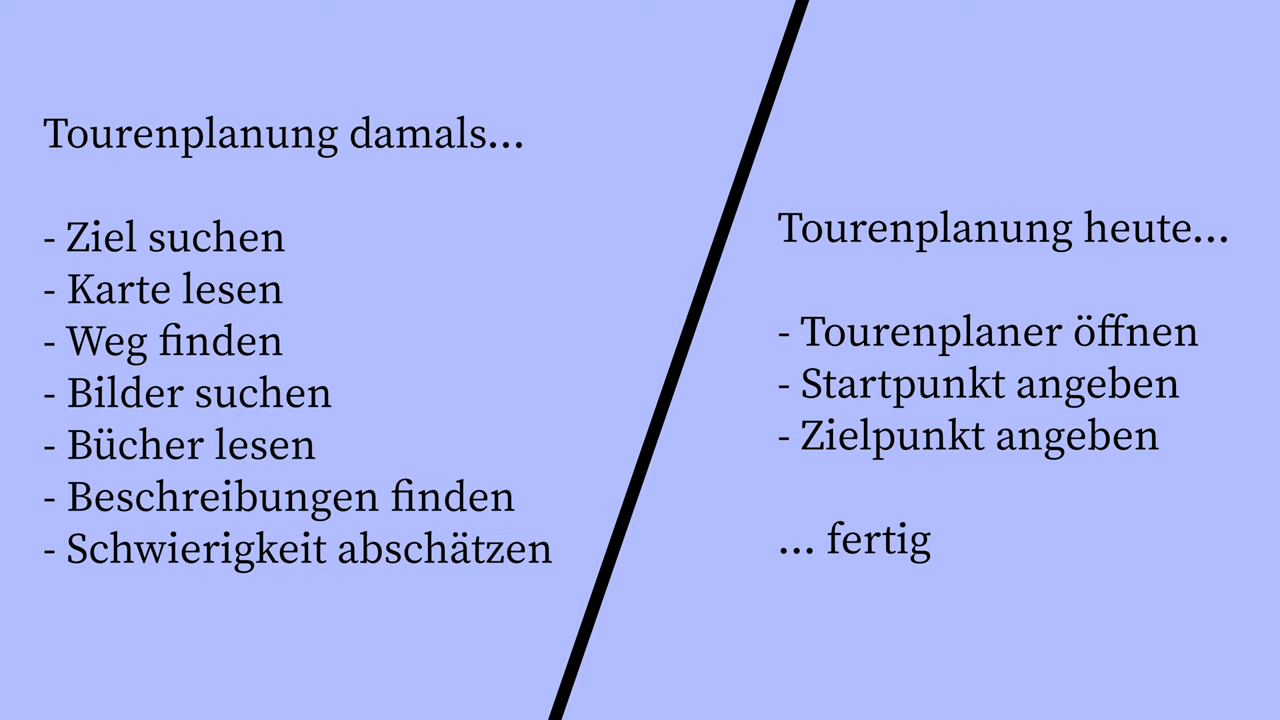 Tourenplanung damals...
- Ziel suchen
- Karte lesen
- Weg finden
- Bilder suchen
- Bücher lesen
- Beschreibungen finden
- Schwierigkeit abschätzen
Tourenplanung heute...
- Tourenplaner öffnen
- Startpunkt angeben
- Zielpunkt angeben
... fertig